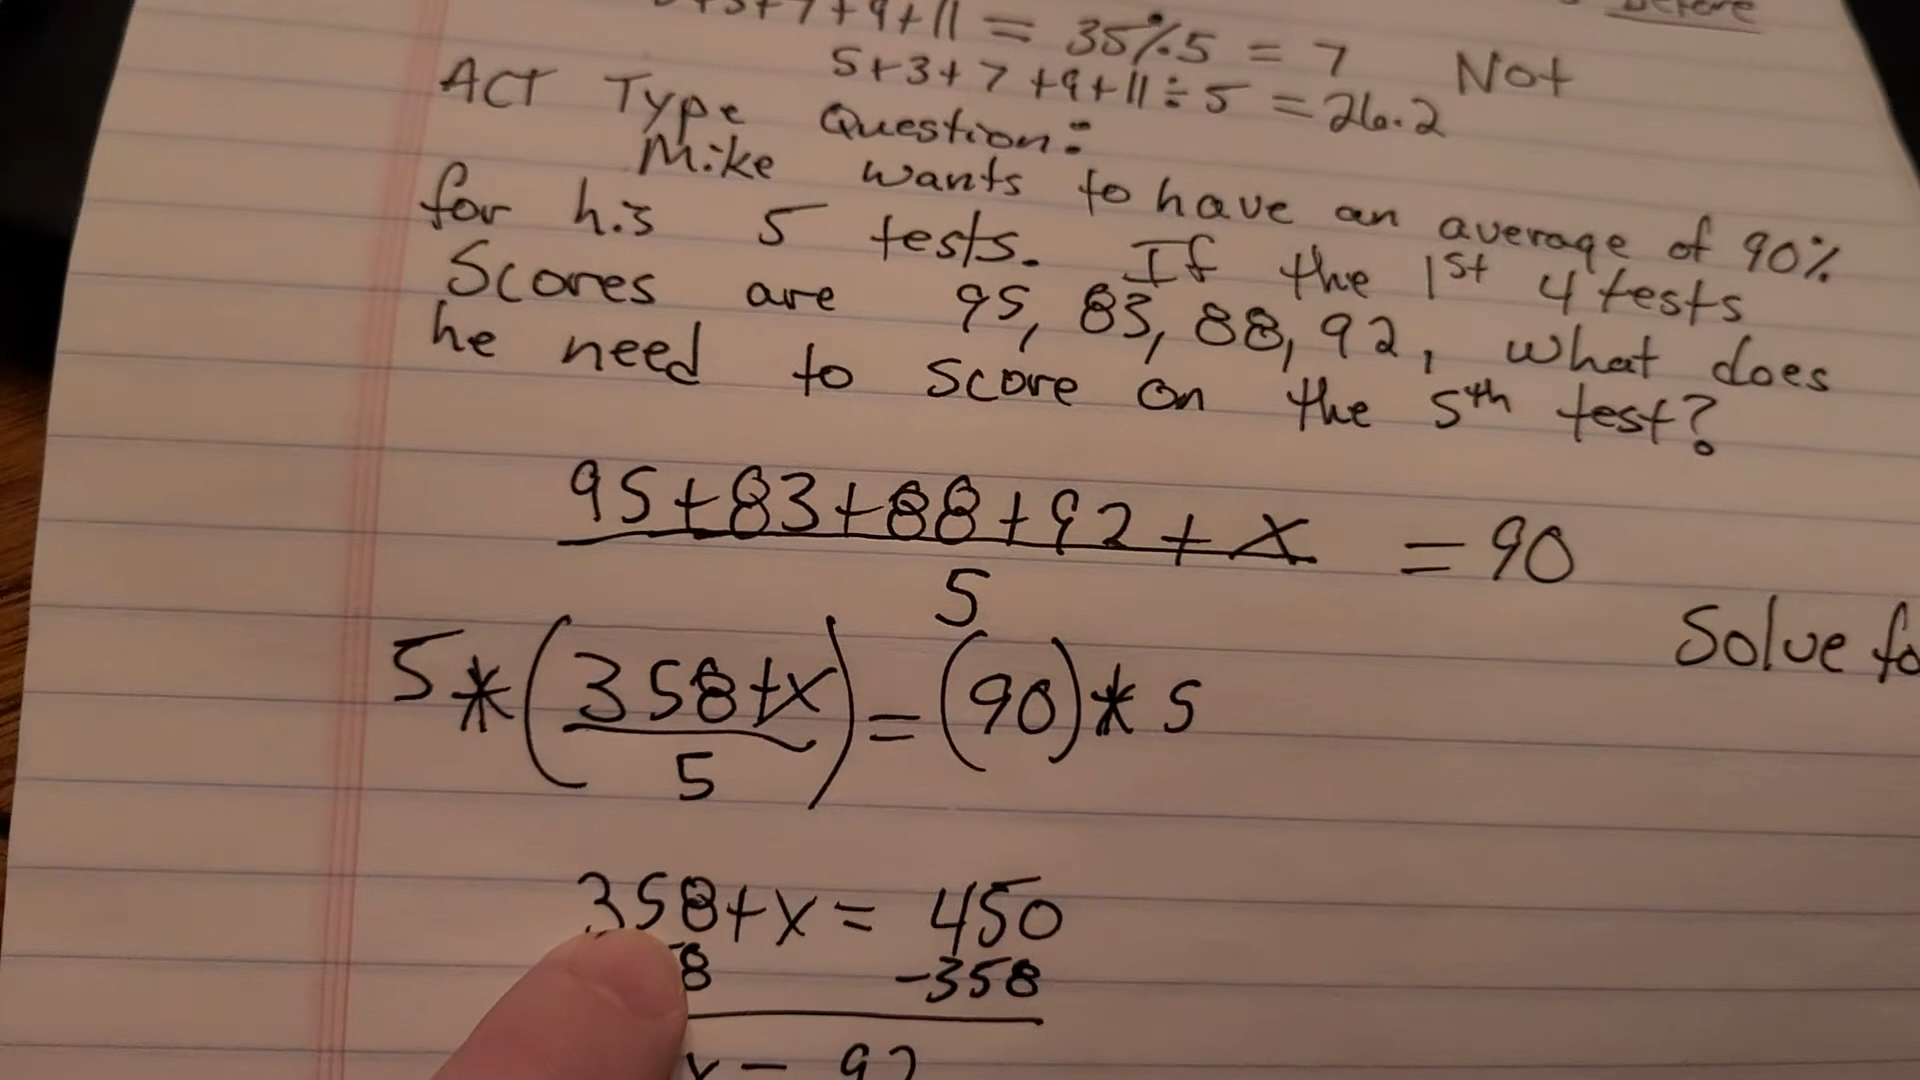 +7+9+11 = 35%5 = 7 Not
5+3+7+9+11÷5 = 26.2
ACT Type Question:
Mike wants to have an average of 90%
for his 5 tests. If the 1st 4 tests
Scores are 95, 83, 88, 92, what does
he need to score on the 5th test?
95+83+88+92+x = 90
5
Solve fo
5*(358+x) = (90)*5
5
358+x = 450
8 -358
x = 92